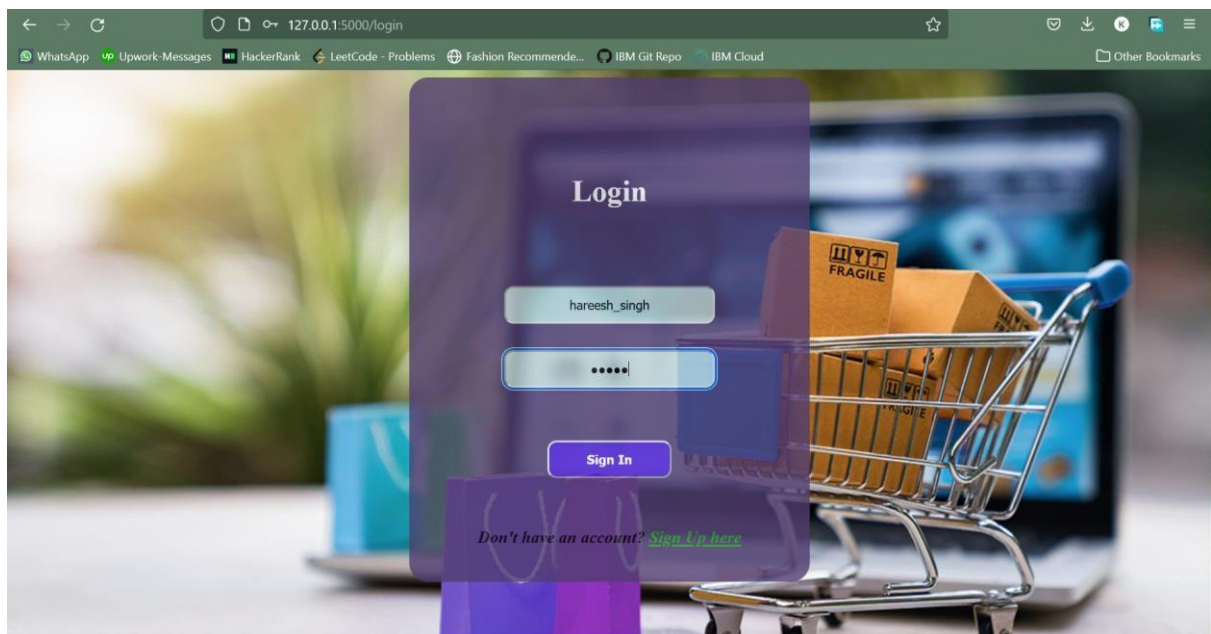 127.0.0.1:5000/login
K
WhatsApp Upwork-Messages HackerRank LeetCode - Problems Fashion Recommende... IBM Git Repo IBM Cloud Other Bookmarks
Login
FRAGILE
hareesh_singh
•••••
FRAGILE
Sign In
Don't have an account? Sign Up here